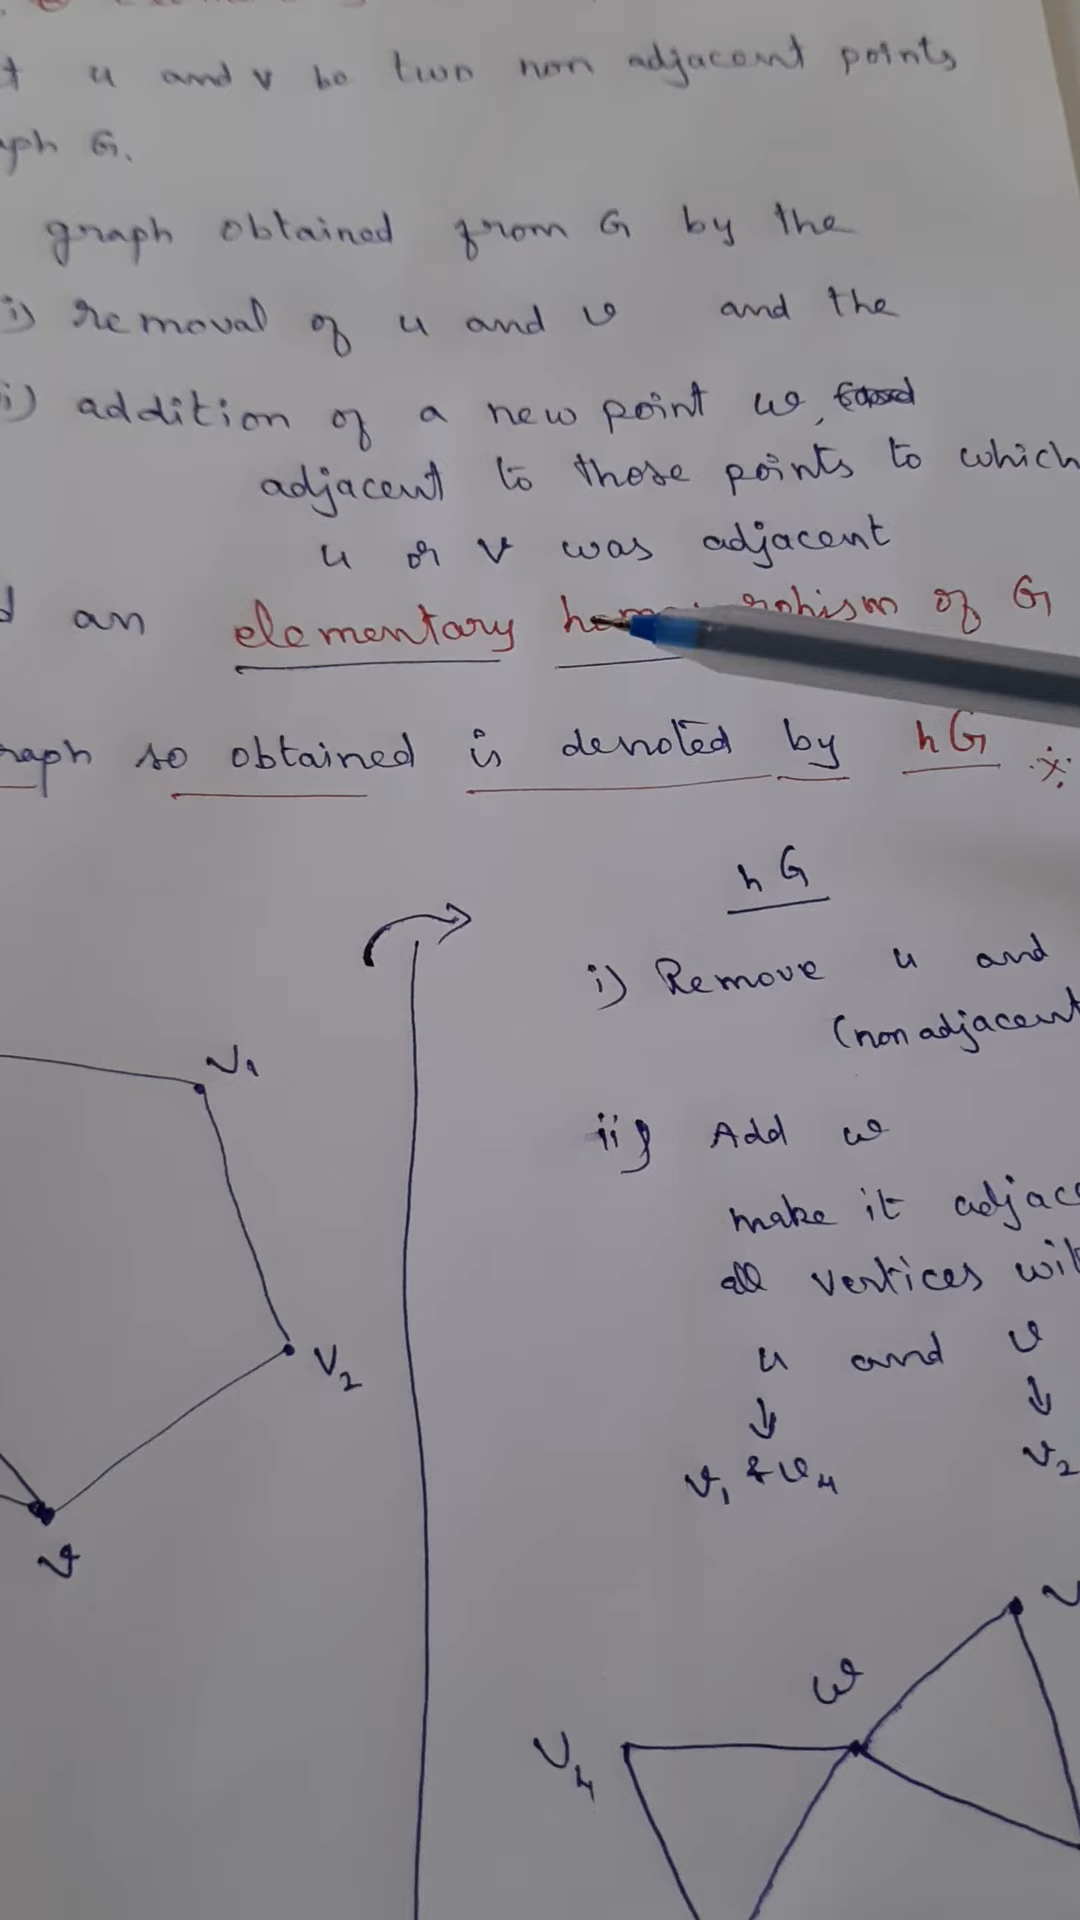 u and v be two non adjacent points
G.
graph obtained from G by the
i) removal of u and v and the
i) addition of a new point w,
adjacent to those points to which
u or v was adjacent
an elementary of G
so obtained is denoted by hG
hG
i) Remove u and
(non adjacent
ii) Add w
make it
all vertices
u and v
↓ ↓
v₁ & v₄ v₂
v₁
v₂
v
w
v₄